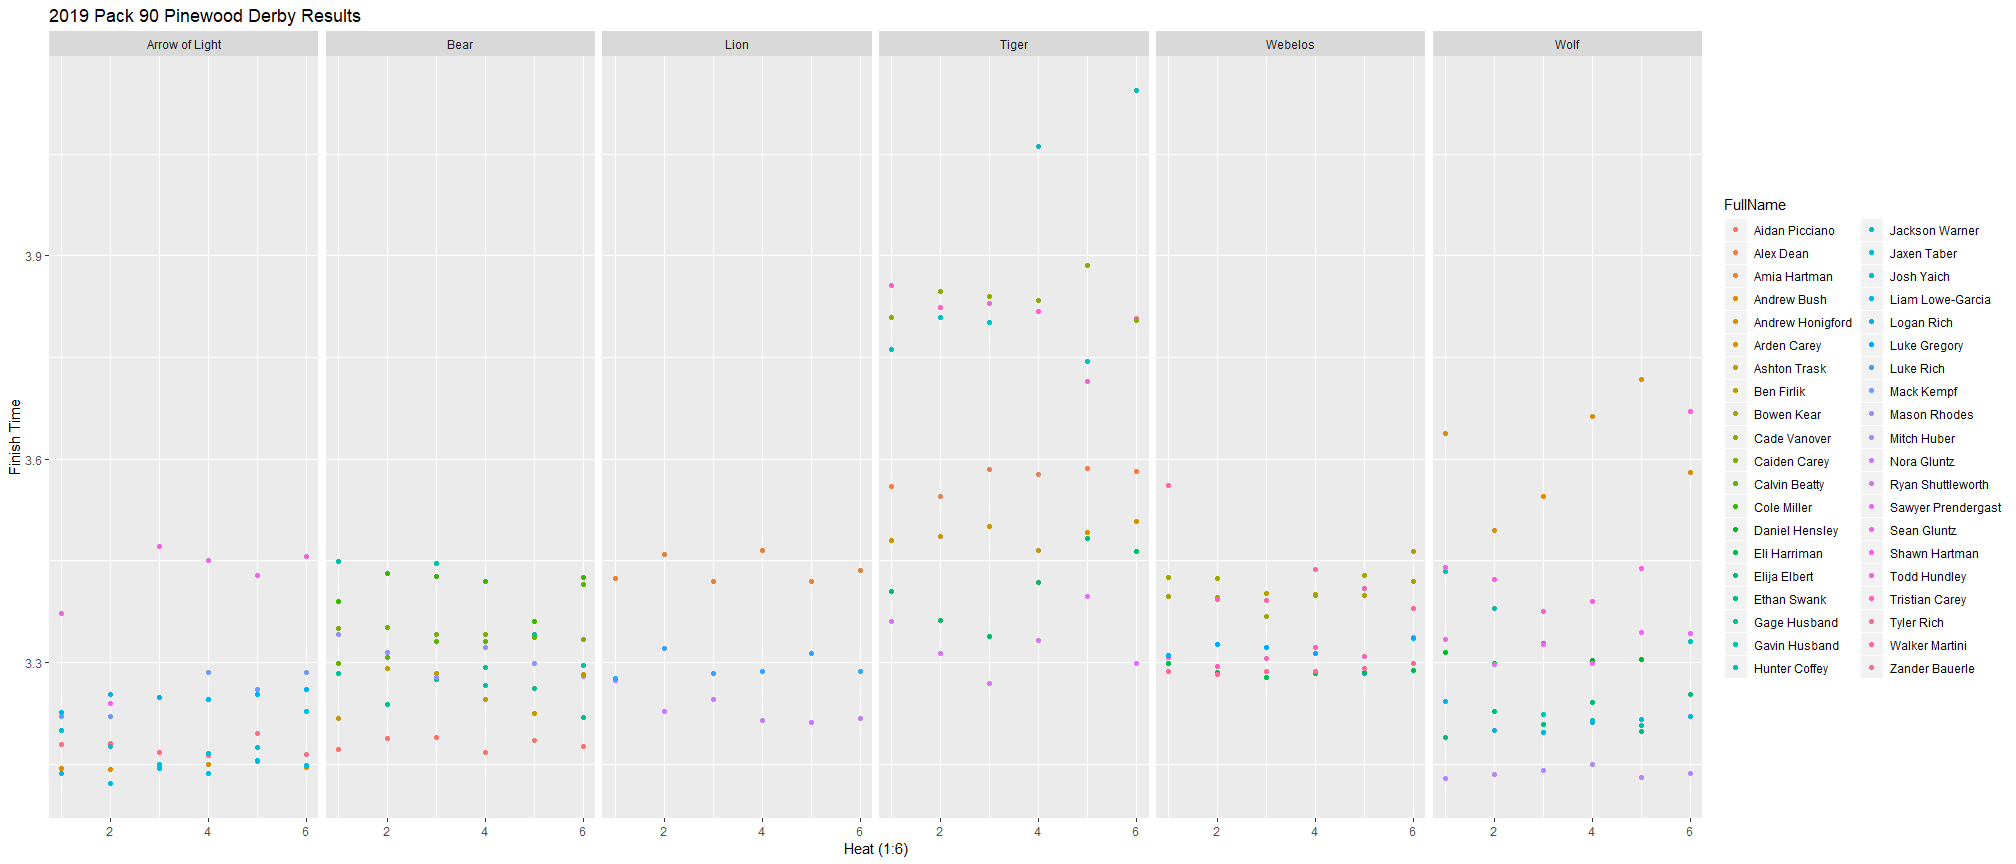 2019 Pack 90 Pinewood Derby Results
Arrow of Light
Bear
Lion
Tiger
Webelos
Wolf
Finish Time
3.9
3.6
3.3
2 4 6
2 4 6
2 4 6
2 4 6
2 4 6
2 4 6
Heat (1:6)
FullName
Aidan Picciano
Alex Dean
Amia Hartman
Andrew Bush
Andrew Honigford
Arden Carey
Ashton Trask
Ben Firlik
Bowen Kear
Cade Vanover
Caiden Carey
Calvin Beatty
Cole Miller
Daniel Hensley
Eli Harriman
Elija Elbert
Ethan Swank
Gage Husband
Gavin Husband
Hunter Coffey
Jackson Warner
Jaxen Taber
Josh Yaich
Liam Lowe-Garcia
Logan Rich
Luke Gregory
Luke Rich
Mack Kempf
Mason Rhodes
Mitch Huber
Nora Gluntz
Ryan Shuttleworth
Sawyer Prendergast
Sean Gluntz
Shawn Hartman
Todd Hundley
Tristian Carey
Tyler Rich
Walker Martini
Zander Bauerle